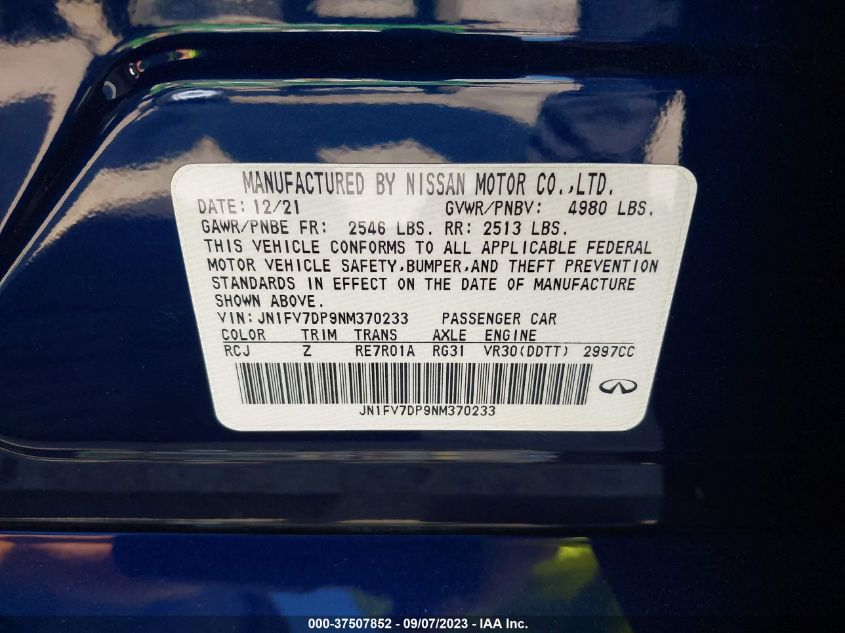 MANUFACTURED BY NISSAN MOTOR CO.,LTD.
DATE: 12/21 GVWR/PNBV: 4980 LBS.
GAWR/PNBE FR: 2546 LBS. RR: 2513 LBS.
THIS VEHICLE CONFORMS TO ALL APPLICABLE FEDERAL
MOTOR VEHICLE SAFETY,BUMPER,AND THEFT PREVENTION
STANDARDS IN EFFECT ON THE DATE OF MANUFACTURE
SHOWN ABOVE.
VIN: JN1FV7DP9NM370233 PASSENGER CAR
COLOR TRIM TRANS AXLE ENGINE
RCJ Z RE7R01A RG31 VR30(DDTT) 2997CC
JN1FV7DP9NM370233
000-37507852 - 09/07/2023 - IAA Inc.